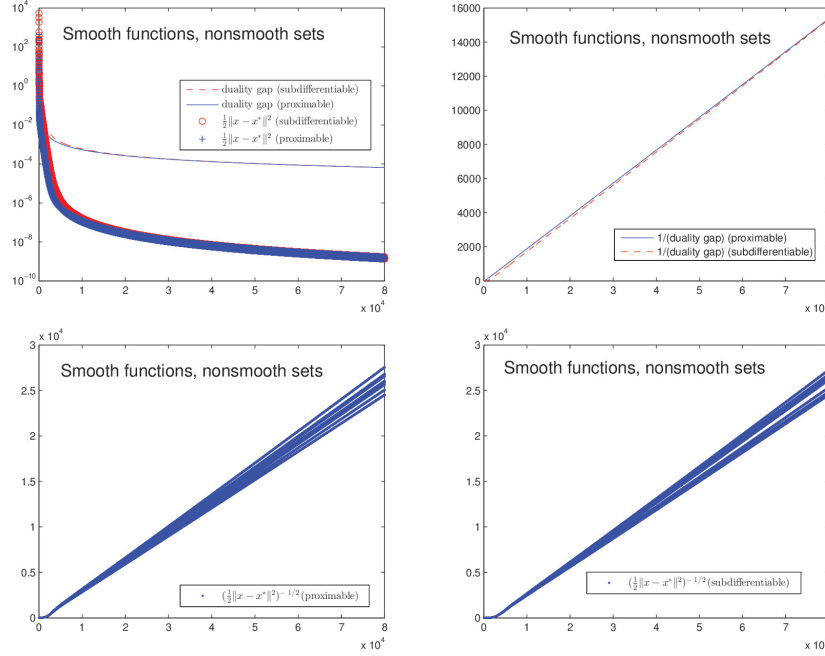 10^4
10^2
10^0
10^{-2}
10^{-4}
10^{-6}
10^{-8}
10^{-10}
Smooth functions, nonsmooth sets
duality gap (subdifferentiable)
duality gap (proximable)
½‖x − x*‖² (subdifferentiable)
½‖x − x*‖² (proximable)
0 1 2 3 4 5 6 7 8
x 10^4
16000
14000
12000
10000
8000
6000
4000
2000
0
Smooth functions, nonsmooth sets
1/(duality gap) (proximable)
1/(duality gap) (subdifferentiable)
0 1 2 3 4 5 6 7
x 10
x 10^4
3
2.5
2
1.5
1
0.5
0
Smooth functions, nonsmooth sets
(½‖x − x*‖²)^{−1/2} (proximable)
0 1 2 3 4 5 6 7 8
x 10^4
x 10^4
3
2.5
2
1.5
1
0.5
0
Smooth functions, nonsmooth sets
(½‖x − x*‖²)^{−1/2} (subdifferentiable)
0 1 2 3 4 5 6 7
x 10